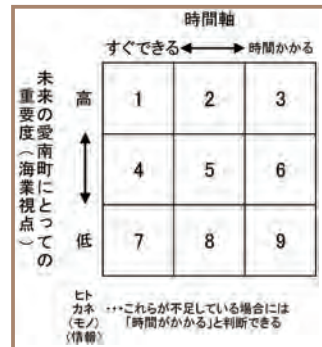 時間軸
すぐできる
時間かかる
未来の愛南町にとっての
重要度(海業視点)
高
低
1 2 3
4 5 6
7 8 9
ヒト
カネ
(モノ)
(情報)
…これらが不足している場合には
「時間がかかる」と判断できる